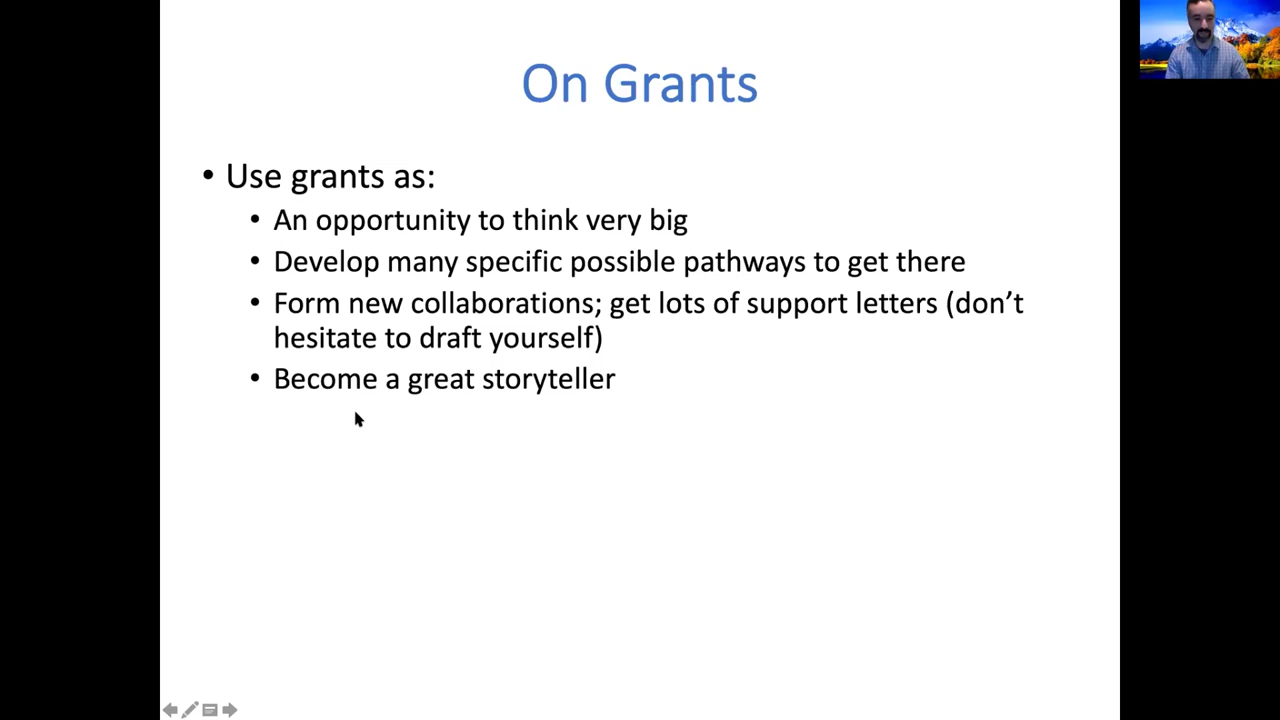 On Grants
• Use grants as:
• An opportunity to think very big
• Develop many specific possible pathways to get there
• Form new collaborations; get lots of support letters (don’t
hesitate to draft yourself)
• Become a great storyteller